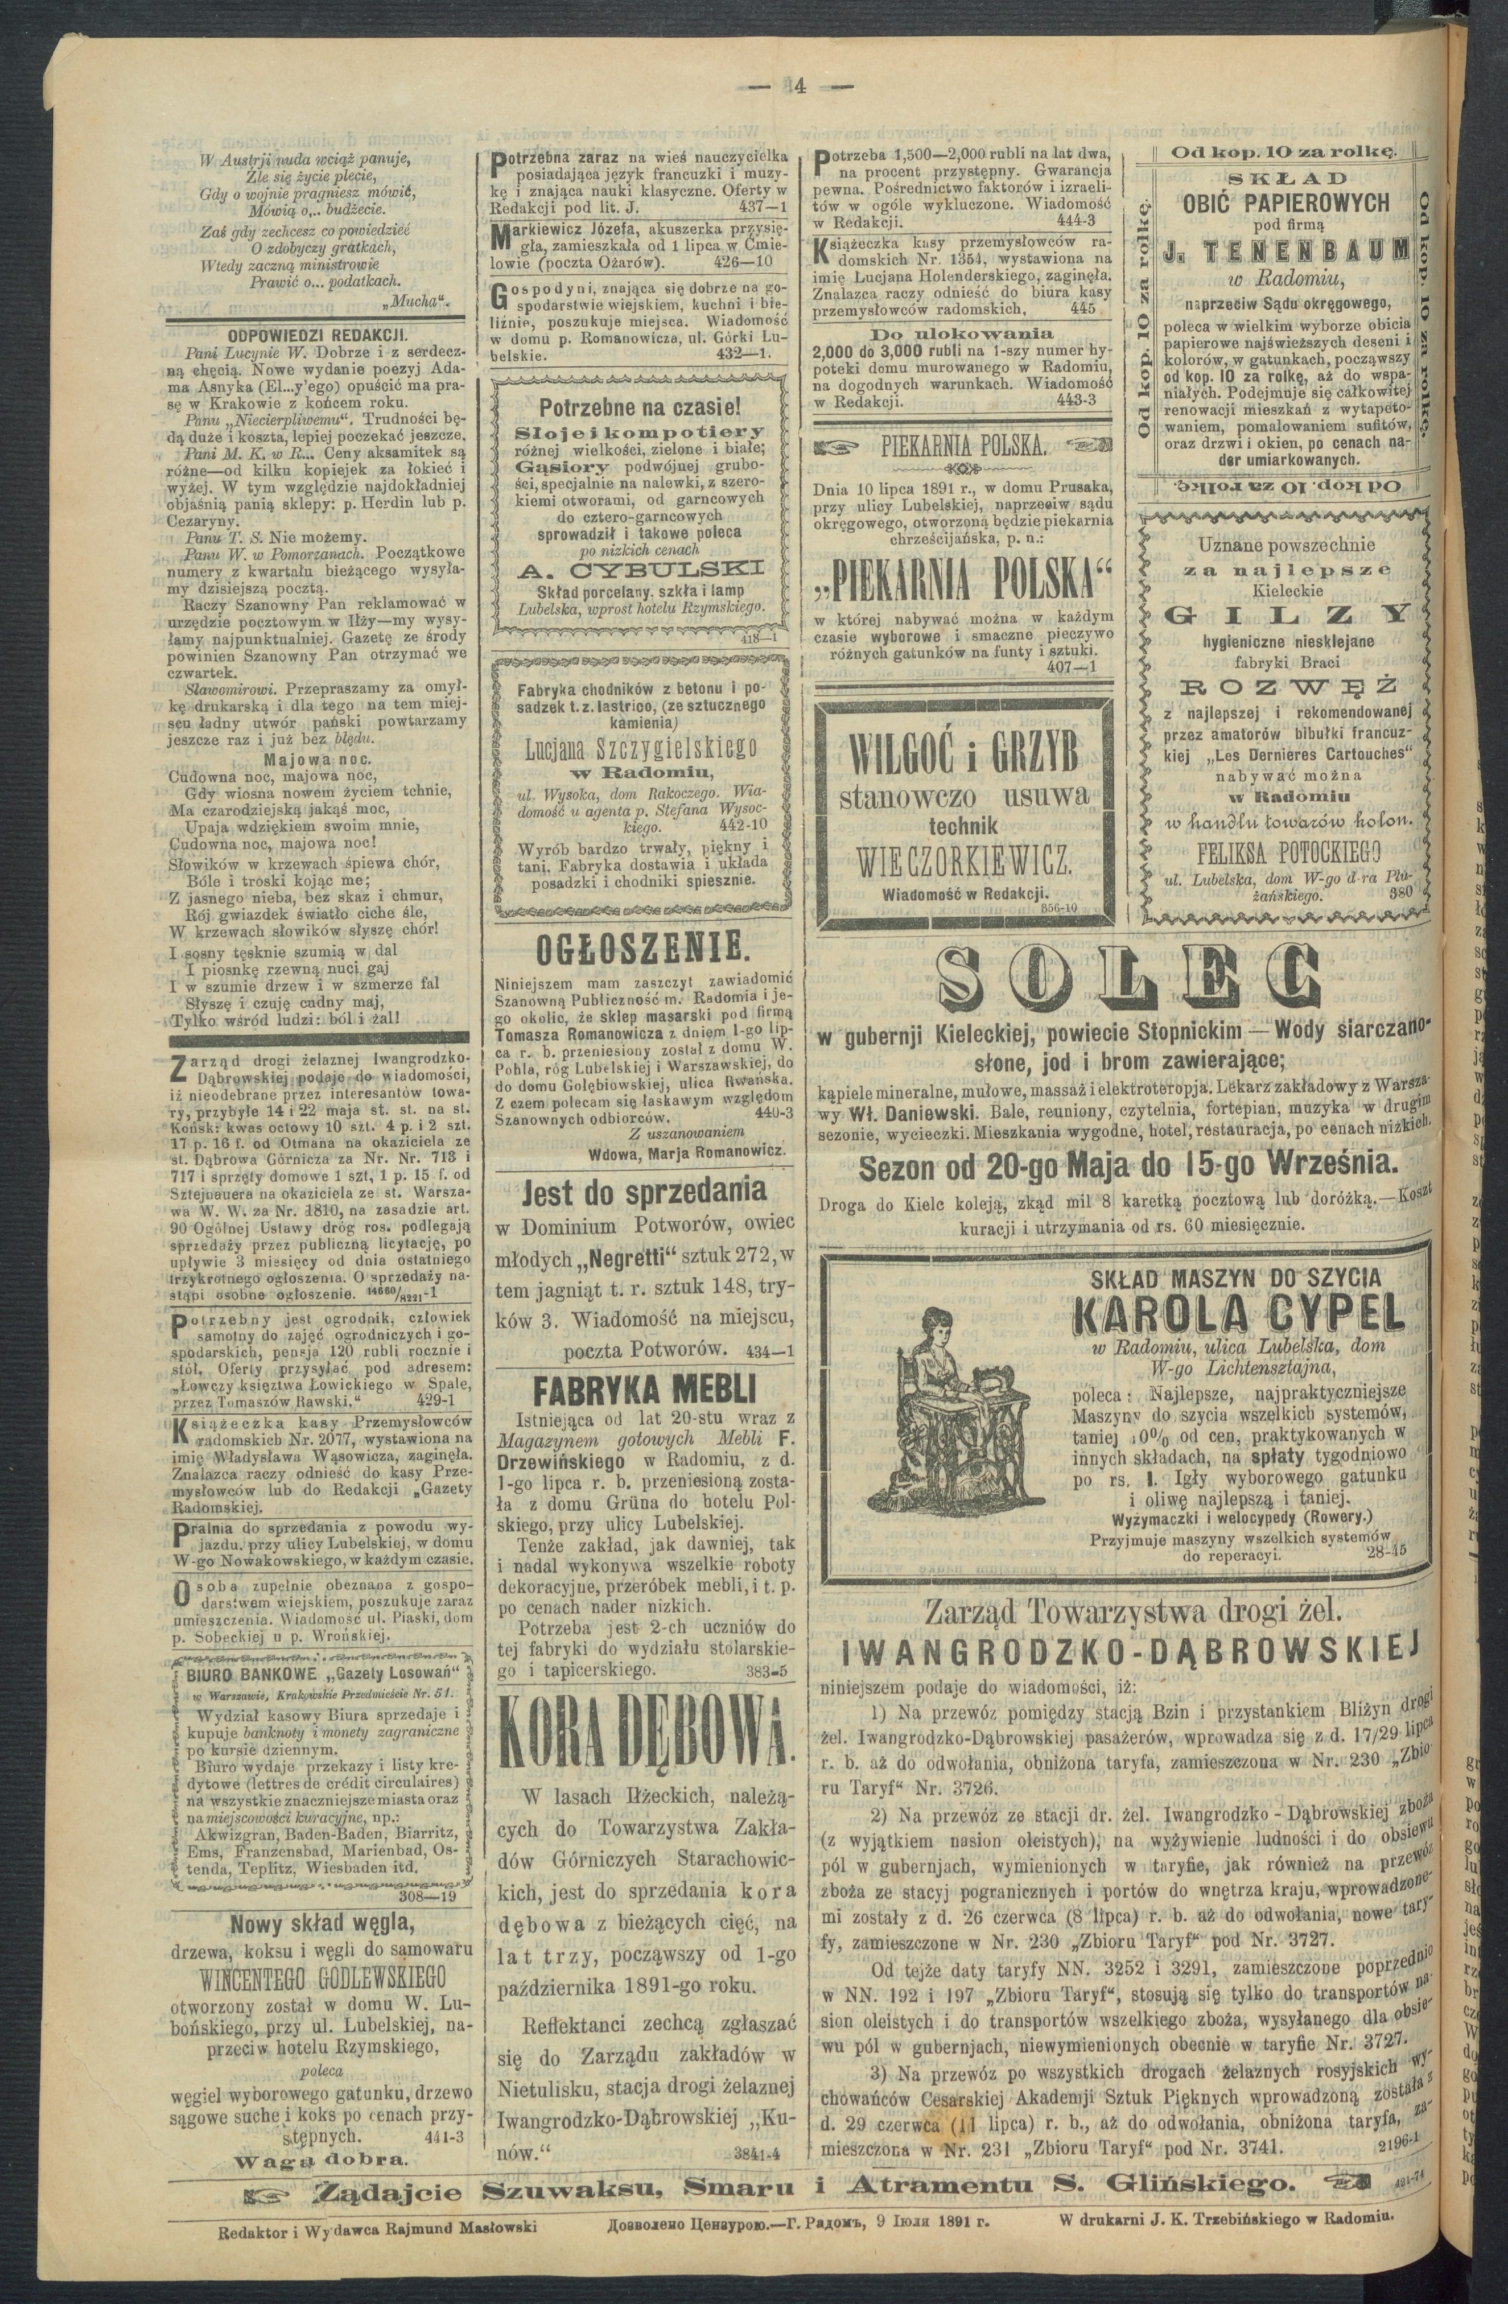 — 4 —
W Austrji nuda wciąż panuje,
Źle się życie plecie,
Gdy o wojnie pragniesz mówić,
Mówią o... budżecie.
Zaś gdy zechcesz co powiedzieć
O zdobyczy gratkach,
Wtedy zaczną ministrowie
Prawić o... podatkach.
„Mucha“.
ODPOWIEDZI REDAKCJI.
Pani Lucynie W. Dobrze i z serdecz-
ną chęcią. Nowe wydanie poezyj Ada-
ma Asnyka (El...y'ego) opuścić ma pra-
sę w Krakowie z końcem roku.
Panu „Niecierpliwemu“. Trudności bę-
dą duże i koszta, lepiej poczekać jeszcze.
Pani M. K. w R... Ceny aksamitek są
różne—od kilku kopiejek za łokieć i
wyżej. W tym względzie najdokładniej
objaśnią panią sklepy: p. Herdin lub p.
Cezaryny.
Panu T. S. Nie możemy.
Panu W. w Pomorzanach. Początkowe
numery z kwartału bieżącego wysyła-
my dzisiejszą pocztą.
Raczy Szanowny Pan reklamować w
urzędzie pocztowym w Iłży—my wysy-
łamy najpunktualniej. Gazetę ze środy
powinien Szanowny Pan otrzymać we
czwartek.
Sławomirowi. Przepraszamy za omył-
kę drukarską i dla tego na tem miej-
scu ładny utwór pański powtarzamy
jeszcze raz i już bez błędu.
Majowa noc.
Cudowna noc, majowa noc,
Gdy wiosna nowem życiem tchnie,
Ma czarodziejską jakąś moc,
Upaja wdziękiem swoim mnie,
Cudowna noc, majowa noc!
Słowików w krzewach śpiewa chór,
Bóle i troski kojąc me;
Z jasnego nieba, bez skaz i chmur,
Rój gwiazdek światło ciche śle,
W krzewach słowików słyszę chór!
I sosny tęsknie szumią w dal
I piosnkę rzewną nuci gaj
I w szumie drzew i w szmerze fal
Słyszę i czuję cudny maj,
Tylko wśród ludzi: ból i żal!
Zarząd drogi żelaznej Iwangrodzko-
Dąbrowskiej podaje do wiadomości,
iż nieodebrane przez interesantów towa-
ry, przybyłe 14 i 22 maja st. st. na st.
Końsk: kwas octowy 10 szt. 4 p. i 2 szt.
17 p. 16 f. od Otmana na okaziciela ze
st. Dąbrowa Górnicza za Nr. Nr. 713 i
717 i sprzęty domowe 1 szt, 1 p. 15 f. od
Sztejnauera na okaziciela ze st. Warsza-
wa W. W. za Nr. 1810, na zasadzie art.
90 Ogólnej Ustawy dróg ros. podlegają
sprzedaży przez publiczną licytację, po
upływie 3 miesięcy od dnia ostatniego
trzykrotnego ogłoszenia. O sprzedaży na-
stąpi osobne ogłoszenie. 14660/8221-1
Potrzebny jest ogrodnik, człowiek
samotny do zajęć ogrodniczych i go-
spodarskich, pensja 120 rubli rocznie i
stół. Oferty przysyłać pod adresem:
„Łowczy księztwa Łowickiego w Spale,
przez Tomaszów Rawski.“ 429-1
Książeczka kasy Przemysłowców
radomskich Nr. 2077, wystawiona na
imię Władysława Wąsowicza, zaginęła.
Znalazca raczy odnieść do kasy Prze-
mysłowców lub do Redakcji „Gazety
Radomskiej.
Pralnia do sprzedania z powodu wy-
jazdu, przy ulicy Lubelskiej, w domu
W-go Nowakowskiego, w każdym czasie.
Osoba zupełnie obeznana z gospo-
darstwem wiejskiem, poszukuje zaraz
umieszczenia. Wiadomość ul. Piaski, dom
p. Sobeckiej u p. Wrońskiej.
BIURO BANKOWE „Gazety Losowań“
w Warszawie, Krakowskie Przedmieście Nr. 51.
Wydział kasowy Biura sprzedaje i
kupuje banknoty i monety zagraniczne
po kursie dziennym.
Biuro wydaje przekazy i listy kre-
dytowe (lettres de crédit circulaires)
na wszystkie znaczniejsze miasta oraz
na miejscowości kuracyjne, np.:
Akwizgran, Baden-Baden, Biarritz,
Ems, Franzensbad, Marienbad, Os-
tenda, Teplitz, Wiesbaden itd.
308—19
Nowy skład węgla,
drzewa, koksu i węgli do samowaru
WINCENTEGO GODLEWSKIEGO
otworzony został w domu W. Lu-
bońskiego, przy ul. Lubelskiej, na-
przeciw hotelu Rzymskiego,
poleca
węgiel wyborowego gatunku, drzewo
sągowe suche i koks po cenach przy-
stępnych. 441-3
Waga dobra.
Potrzebna zaraz na wieś nauczycielka
posiadająca język francuzki i muzy-
kę i znająca nauki klasyczne. Oferty w
Redakcji pod lit. J. 437—1
Markiewicz Józefa, akuszerka przysię-
gła, zamieszkała od 1 lipca w Ćmie-
lowie (poczta Ożarów). 426—10
Gospodyni, znająca się dobrze na go-
spodarstwie wiejskiem, kuchni i bie-
liźnie, poszukuje miejsca. Wiadomość
w domu p. Romanowicza, ul. Górki Lu-
belskie. 432—1.
Potrzebne na czasie!
Słoje i kompotiery
różnej wielkości, zielone i białe;
Gąsiory podwójnej grubo-
ści, specjalnie na nalewki, z szero-
kiemi otworami, od garncowych
do cztero-garncowych
sprowadził i takowe poleca
po nizkich cenach
A. CYBULSKI
Skład porcelany, szkła i lamp
Lubelska, wprost hotelu Rzymskiego.
418—1
Fabryka chodników z betonu i po-
sadzek t. z. lastrico, (ze sztucznego
kamienia)
Lucjana Szczygielskiego
w Radomiu,
ul. Wysoka, dom Rakoczego. Wia-
domość u agenta p. Stefana Wysoc-
kiego. 442-10
Wyrób bardzo trwały, piękny i
tani. Fabryka dostawia i układa
posadzki i chodniki spiesznie.
OGŁOSZENIE.
Niniejszem mam zaszczyt zawiadomić
Szanowną Publiczność m. Radomia i je-
go okolic, że sklep masarski pod firmą
Tomasza Romanowicza z dniem 1-go lip-
ca r. b. przeniesiony został z domu W.
Pohla, róg Lubelskiej i Warszawskiej, do
do domu Gołębiowskiej, ulica Rwańska.
Z czem polecam się łaskawym względom
Szanownych odbiorców. 440-3
Z uszanowaniem
Wdowa, Marja Romanowicz.
Jest do sprzedania
w Dominium Potworów, owiec
młodych „Negretti“ sztuk 272, w
tem jagniąt t. r. sztuk 148, try-
ków 3. Wiadomość na miejscu,
poczta Potworów. 434—1
FABRYKA MEBLI
Istniejąca od lat 20-stu wraz z
Magazynem gotowych Mebli F.
Drzewińskiego w Radomiu, z d.
1-go lipca r. b. przeniesioną zosta-
ła z domu Grüna do hotelu Pol-
skiego, przy ulicy Lubelskiej.
Tenże zakład, jak dawniej, tak
i nadal wykonywa wszelkie roboty
dekoracyjne, przeróbek mebli, i t. p.
po cenach nader nizkich.
Potrzeba jest 2-ch uczniów do
tej fabryki do wydziału stolarskie-
go i tapicerskiego. 383-5
KORA DĘBOWA.
W lasach Iłżeckich, należą-
cych do Towarzystwa Zakła-
dów Górniczych Starachowic-
kich, jest do sprzedania kora
dębowa z bieżących cięć, na
lat trzy, począwszy od 1-go
października 1891-go roku.
Reflektanci zechcą zgłaszać
się do Zarządu zakładów w
Nietulisku, stacja drogi żelaznej
Iwangrodzko-Dąbrowskiej „Ku-
nów.“ 3841-4
Potrzeba 1,500—2,000 rubli na lat dwa,
na procent przystępny. Gwarancja
pewna. Pośrednictwo faktorów i izraeli-
tów w ogóle wykluczone. Wiadomość
w Redakcji. 444-3
Książeczka kasy przemysłowców ra-
domskich Nr. 1354, wystawiona na
imię Lucjana Holenderskiego, zaginęła.
Znalazca raczy odnieść do biura kasy
przemysłowców radomskich. 445
Do ulokowania
2,000 do 3,000 rubli na 1-szy numer hy-
poteki domu murowanego w Radomiu,
na dogodnych warunkach. Wiadomość
w Redakcji. 443-3
PIEKARNIA POLSKA.
Dnia 10 lipca 1891 r., w domu Prusaka,
przy ulicy Lubelskiej, naprzeciw sądu
okręgowego, otworzoną będzie piekarnia
chrześcijańska, p. n.:
„PIEKARNIA POLSKA“
w której nabywać można w każdym
czasie wyborowe i smaczne pieczywo
różnych gatunków na funty i sztuki.
407—1
WILGOĆ i GRZYB
stanowczo usuwa
technik
WIECZORKIEWICZ.
Wiadomość w Redakcji.
356-10
Od kop. 10 za rolkę.
Od kop. 10 za rolkę.
Od kop. 10 za rolkę.
Od kop. 10 za rolkę.
SKŁAD
OBIĆ PAPIEROWYCH
pod firmą
J. TENENBAUM
w Radomiu,
naprzeciw Sądu okręgowego,
poleca w wielkim wyborze obicia
papierowe najświeższych deseni i
kolorów, w gatunkach, począwszy
od kop. 10 za rolkę, aż do wspa-
niałych. Podejmuje się całkowitej
renowacji mieszkań z wytapeto-
waniem, pomalowaniem sufitów,
oraz drzwi i okien, po cenach na-
der umiarkowanych.
Uznane powszechnie
za najlepsze
Kieleckie
GILZY
hygieniczne niesklejane
fabryki Braci
ROZWĘŻ
z najlepszej i rekomendowanej
przez amatorów bibułki francuz-
kiej „Les Dernieres Cartouches“
nabywać można
w Radomiu
w handlu towarów kolon.
FELIKSA POTOCKIEGO
ul. Lubelska, dom W-go d-ra Płu-
żańskiego. 380
SOLEC
w gubernji Kieleckiej, powiecie Stopnickim — Wody siarczano-
słone, jod i brom zawierające;
kąpiele mineralne, mułowe, massaż i elektroteropja. Lekarz zakładowy z Warsza-
wy Wł. Daniewski. Bale, reuniony, czytelnia, fortepian, muzyka w drugim
sezonie, wycieczki. Mieszkania wygodne, hotel, restauracja, po cenach nizkich.
Sezon od 20-go Maja do 15-go Września.
Droga do Kielc koleją, zkąd mil 8 karetką pocztową lub dorożką.—Koszt
kuracji i utrzymania od rs. 60 miesięcznie.
SKŁAD MASZYN DO SZYCIA
KAROLA CYPEL
w Radomiu, ulica Lubelska, dom
W-go Lichtensztajna,
poleca: Najlepsze, najpraktyczniejsze
Maszyny do szycia wszelkich systemów,
taniej 10% od cen, praktykowanych w
innych składach, na spłaty tygodniowo
po rs. 1. Igły wyborowego gatunku
i oliwę najlepszą i taniej.
Wyżymaczki i welocypedy (Rowery.)
Przyjmuje maszyny wszelkich systemów
do reperacyi. 28-45
Zarząd Towarzystwa drogi żel.
IWANGRODZKO-DĄBROWSKIEJ
niniejszem podaje do wiadomości, iż:
1) Na przewóz pomiędzy stacją Bzin i przystankiem Bliżyn drogi
żel. Iwangrodzko-Dąbrowskiej pasażerów, wprowadza się z d. 17/29 lipca
r. b. aż do odwołania, obniżona taryfa, zamieszczona w Nr. 230 „Zbio-
ru Taryf“ Nr. 3726.
2) Na przewóz ze stacji dr. żel. Iwangrodzko-Dąbrowskiej zboża
(z wyjątkiem nasion oleistych), na wyżywienie ludności i do obsiewu
pól w gubernjach, wymienionych w taryfie, jak również na przewóz
zboża ze stacyj pogranicznych i portów do wnętrza kraju, wprowadzone-
mi zostały z d. 26 czerwca (8 lipca) r. b. aż do odwołania, nowe tary-
fy, zamieszczone w Nr. 230 „Zbioru Taryf“ pod Nr. 3727.
Od tejże daty taryfy NN. 3252 i 3291, zamieszczone poprzednio
w NN. 192 i 197 „Zbioru Taryf“, stosują się tylko do transportów na-
sion oleistych i do transportów wszelkiego zboża, wysyłanego dla obsie-
wu pól w gubernjach, niewymienionych obecnie w taryfie Nr. 3727.
3) Na przewóz po wszystkich drogach żelaznych rosyjskich wy-
chowańców Cesarskiej Akademji Sztuk Pięknych wprowadzoną została z
d. 29 czerwca (11 lipca) r. b., aż do odwołania, obniżona taryfa, za-
mieszczona w Nr. 231 „Zbioru Taryf“ pod Nr. 3741. 2196-1
Żądajcie Szuwaksu, Smaru i Atramentu S. Glińskiego. 421-74
Redaktor i Wydawca Rajmund Masłowski
Дозволено Цензурою.—Г. Радомъ, 9 Іюля 1891 г.
W drukarni J. K. Trzebińskiego w Radomiu.